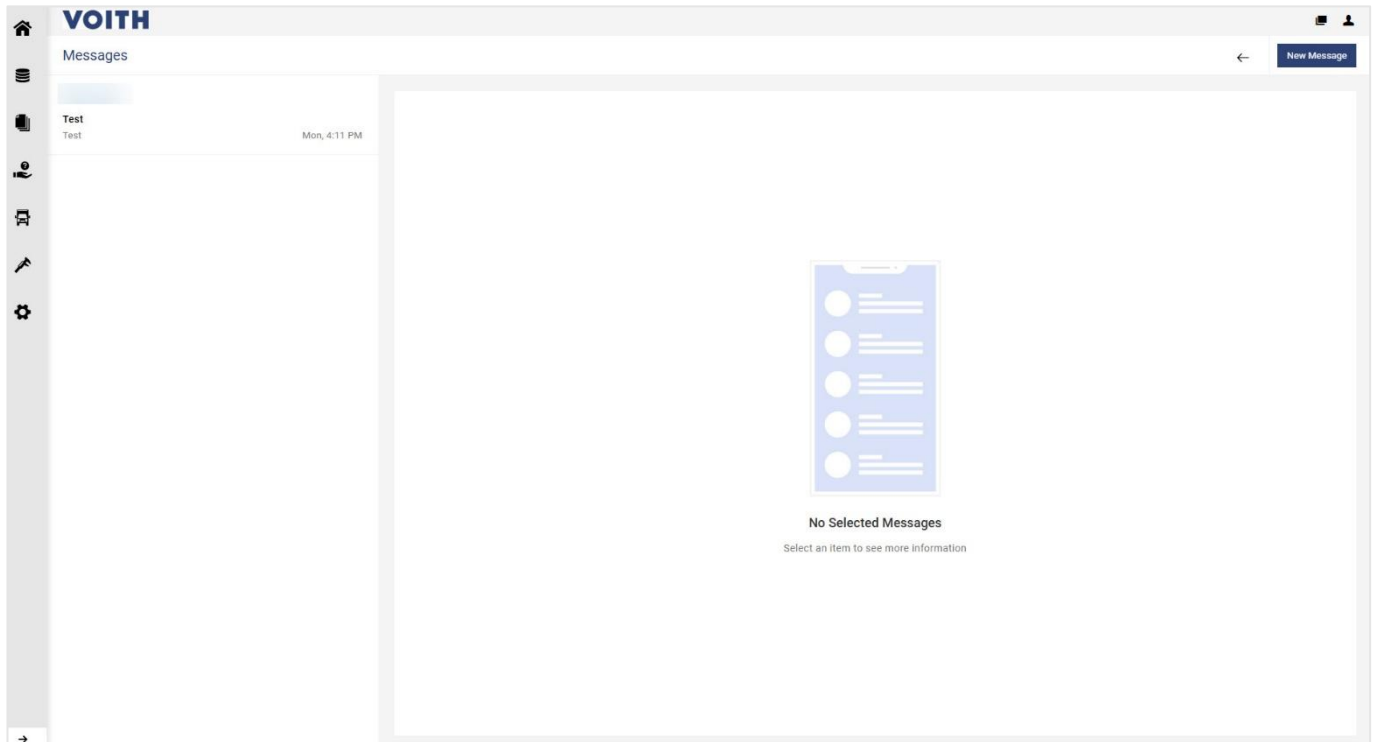 VOITH
Messages
New Message
Test
Test Mon, 4:11 PM
No Selected Messages
Select an item to see more information